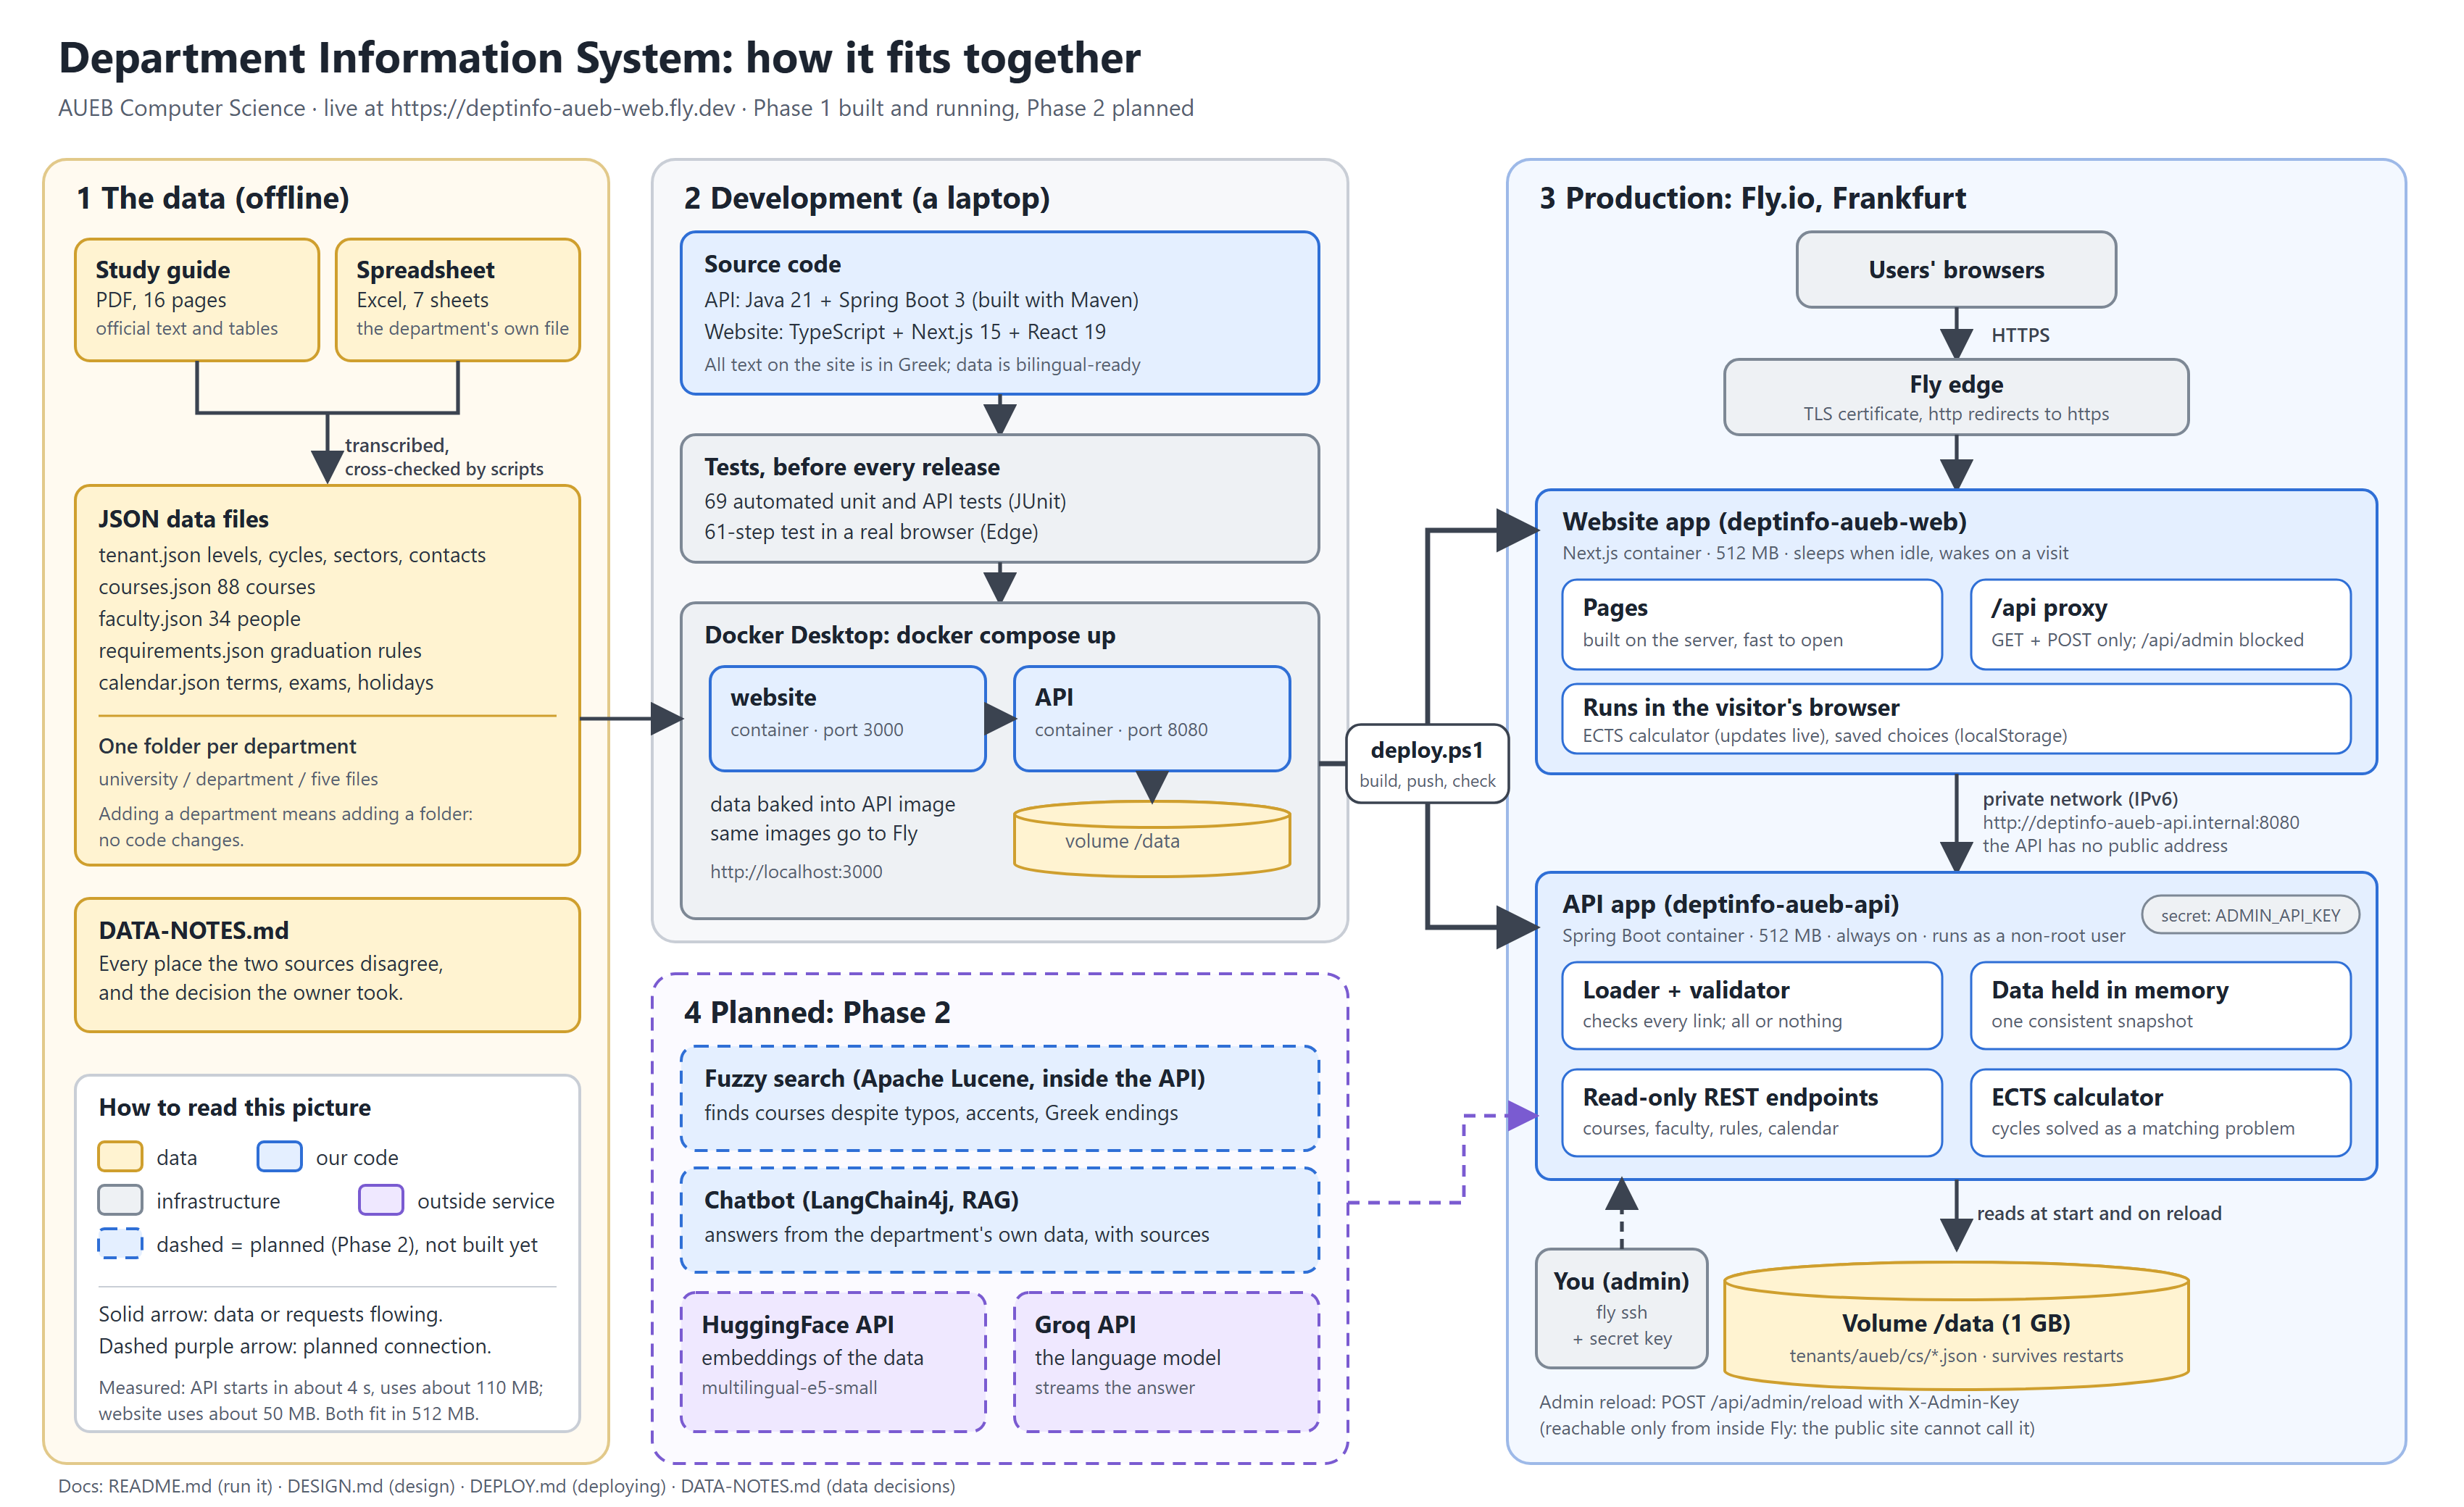 Department Information System: how it fits together
AUEB Computer Science · live at https://deptinfo-aueb-web.fly.dev · Phase 1 built and running, Phase 2 planned
1 The data (offline)
Study guide
PDF, 16 pages
official text and tables
Spreadsheet
Excel, 7 sheets
the department's own file
transcribed,
cross-checked by scripts
JSON data files
tenant.json levels, cycles, sectors, contacts
courses.json 88 courses
faculty.json 34 people
requirements.json graduation rules
calendar.json terms, exams, holidays
One folder per department
university / department / five files
Adding a department means adding a folder:
no code changes.
DATA-NOTES.md
Every place the two sources disagree,
and the decision the owner took.
How to read this picture
data
our code
infrastructure
outside service
dashed = planned (Phase 2), not built yet
Solid arrow: data or requests flowing.
Dashed purple arrow: planned connection.
Measured: API starts in about 4 s, uses about 110 MB;
website uses about 50 MB. Both fit in 512 MB.
2 Development (a laptop)
Source code
API: Java 21 + Spring Boot 3 (built with Maven)
Website: TypeScript + Next.js 15 + React 19
All text on the site is in Greek; data is bilingual-ready
Tests, before every release
69 automated unit and API tests (JUnit)
61-step test in a real browser (Edge)
Docker Desktop: docker compose up
website
container · port 3000
API
container · port 8080
data baked into API image
same images go to Fly
http://localhost:3000
volume /data
deploy.ps1
build, push, check
4 Planned: Phase 2
Fuzzy search (Apache Lucene, inside the API)
finds courses despite typos, accents, Greek endings
Chatbot (LangChain4j, RAG)
answers from the department's own data, with sources
HuggingFace API
embeddings of the data
multilingual-e5-small
Groq API
the language model
streams the answer
3 Production: Fly.io, Frankfurt
Users' browsers
HTTPS
Fly edge
TLS certificate, http redirects to https
Website app (deptinfo-aueb-web)
Next.js container · 512 MB · sleeps when idle, wakes on a visit
Pages
built on the server, fast to open
/api proxy
GET + POST only; /api/admin blocked
Runs in the visitor's browser
ECTS calculator (updates live), saved choices (localStorage)
private network (IPv6)
http://deptinfo-aueb-api.internal:8080
the API has no public address
API app (deptinfo-aueb-api)
secret: ADMIN_API_KEY
Spring Boot container · 512 MB · always on · runs as a non-root user
Loader + validator
checks every link; all or nothing
Data held in memory
one consistent snapshot
Read-only REST endpoints
courses, faculty, rules, calendar
ECTS calculator
cycles solved as a matching problem
reads at start and on reload
You (admin)
fly ssh
+ secret key
Volume /data (1 GB)
tenants/aueb/cs/*.json · survives restarts
Admin reload: POST /api/admin/reload with X-Admin-Key
(reachable only from inside Fly: the public site cannot call it)
Docs: README.md (run it) · DESIGN.md (design) · DEPLOY.md (deploying) · DATA-NOTES.md (data decisions)